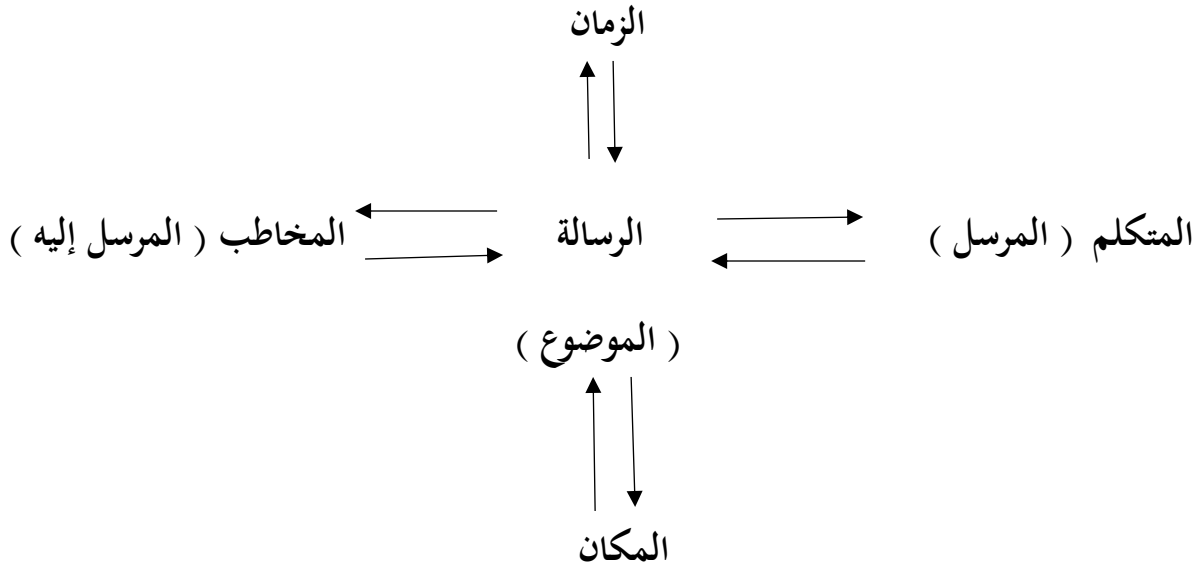 الزمان
المتكلم ( المرسل ) الرسالة المخاطب ( المرسل إليه )
( الموضوع )
المكان